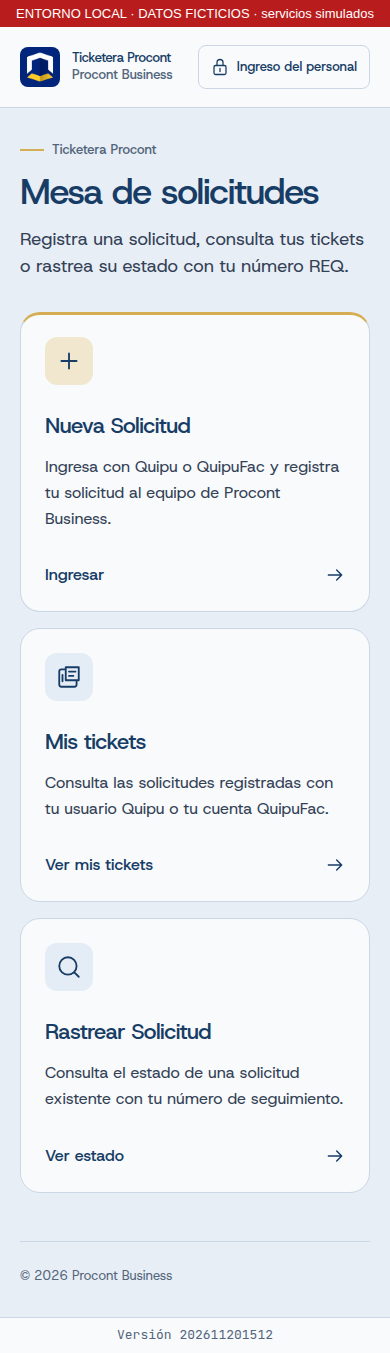 ENTORNO LOCAL · DATOS FICTICIOS · servicios simulados
Ticketera Procont
Procont Business
Ingreso del personal
Ticketera Procont
Mesa de solicitudes
Registra una solicitud, consulta tus tickets
o rastrea su estado con tu número REQ.
Nueva Solicitud
Ingresa con Quipu o QuipuFac y registra
tu solicitud al equipo de Procont
Business.
Ingresar
Mis tickets
Consulta las solicitudes registradas con
tu usuario Quipu o tu cuenta QuipuFac.
Ver mis tickets
Rastrear Solicitud
Consulta el estado de una solicitud
existente con tu número de seguimiento.
Ver estado
© 2026 Procont Business
Versión 202611201512